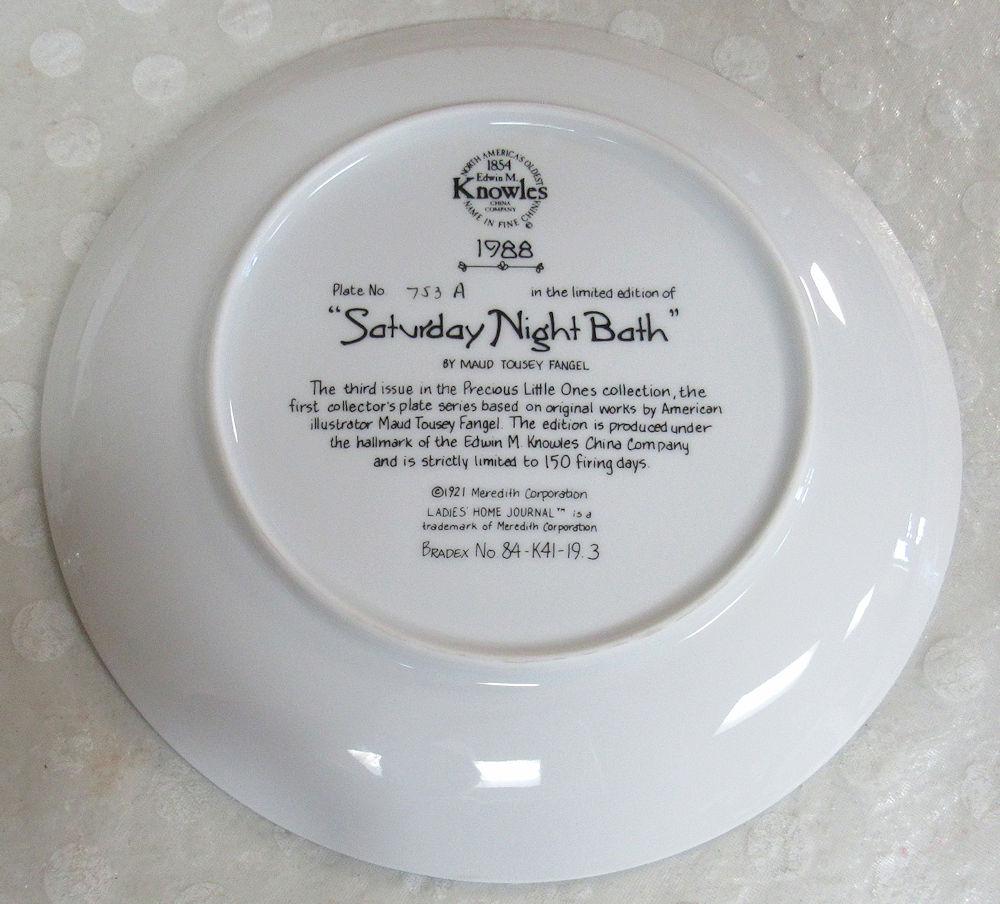 NORTH AMERICA'S OLDEST
1854
Edwin M.
Knowles
CHINA
COMPANY
NAME IN FINE CHINA
©
1988
Plate No 753 A in the limited edition of
"Saturday Night Bath"
BY MAUD TOUSEY FANGEL
The third issue in the Precious Little Ones collection, the
first collector's plate series based on original works by American
illustrator Maud Tousey Fangel. The edition is produced under
the hallmark of the Edwin M. Knowles China Company
and is strictly limited to 150 firing days.
©1921 Meredith Corporation
LADIES' HOME JOURNAL™ is a
trademark of Meredith Corporation
BRADEX No 84-K41-19.3